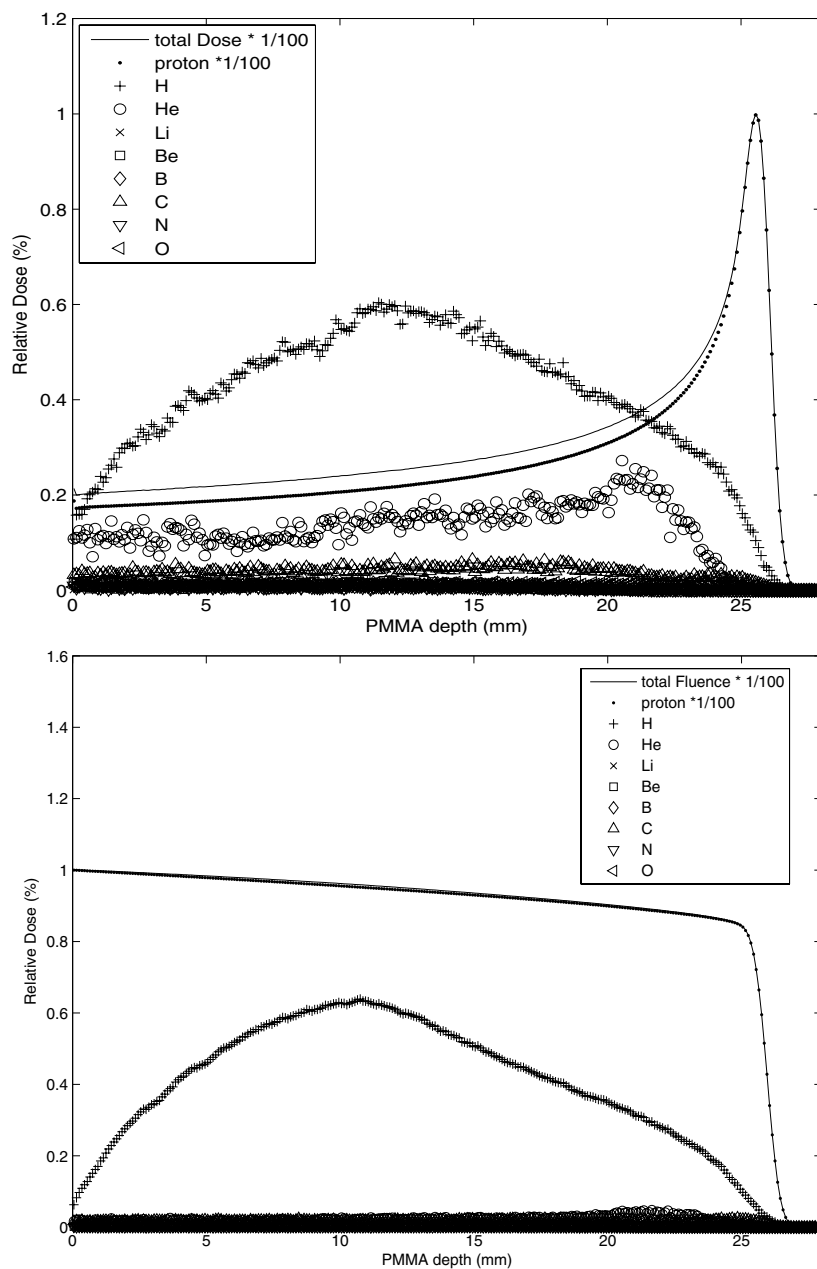 1.2
1
0.8
0.6
0.4
0.2
0
Relative Dose (%)
total Dose * 1/100
proton *1/100
H
He
Li
Be
B
C
N
O
0 5 10 15 20 25
PMMA depth (mm)
1.6
1.4
1.2
1
0.8
0.6
0.4
0.2
0
Relative Dose (%)
total Fluence * 1/100
proton *1/100
H
He
Li
Be
B
C
N
O
0 5 10 15 20 25
PMMA depth (mm)